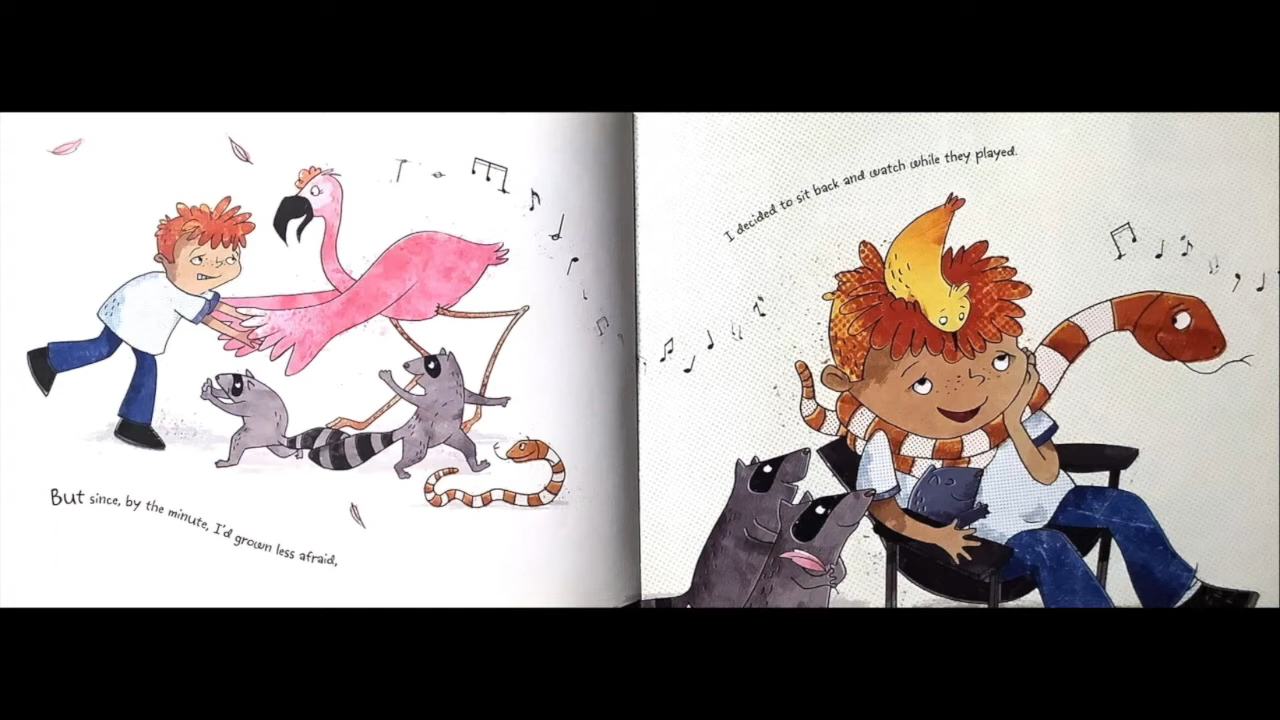 But since, by the minute, I'd grown less afraid,
I decided to sit back and watch while they played.